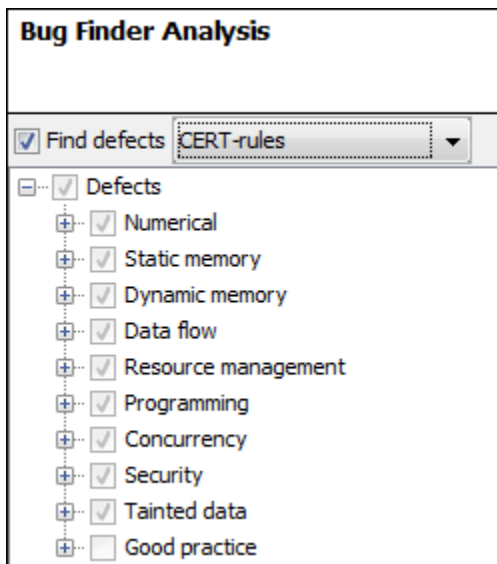 Bug Finder Analysis
Find defects CERT-rules
Defects
Numerical
Static memory
Dynamic memory
Data flow
Resource management
Programming
Concurrency
Security
Tainted data
Good practice